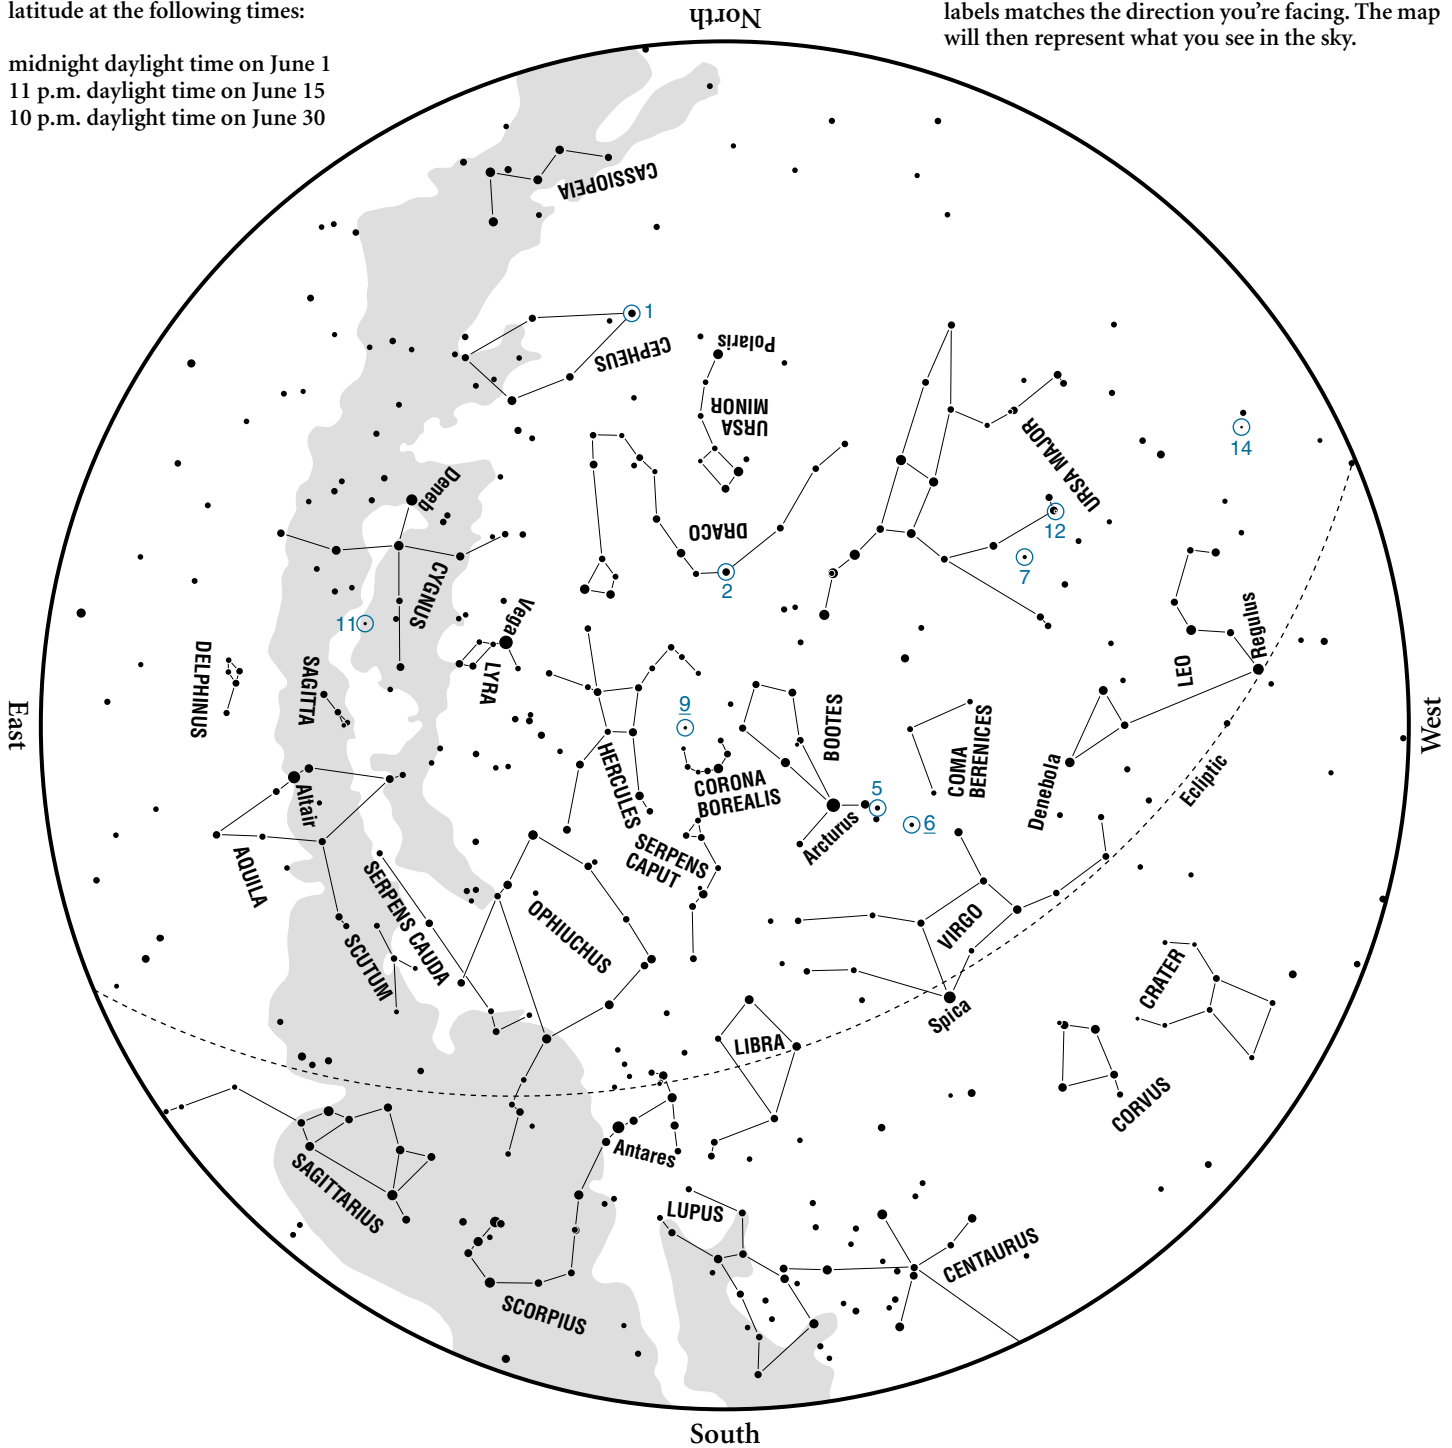 latitude at the following times:
midnight daylight time on June 1
11 p.m. daylight time on June 15
10 p.m. daylight time on June 30
North
labels matches the direction you're facing. The map
will then represent what you see in the sky.
CASSIOPEIA
1
CEPHEUS
Polaris
URSA
MINOR
URSA MAJOR
14
Deneb
DRACO
12
7
2
CYGNUS
11
Vega
LYRA
DELPHINUS
SAGITTA
Regulus
LEO
9
BOOTES
COMA
BERENICES
East
West
HERCULES
CORONA
BOREALIS
Denebola
Ecliptic
Altair
5
6
Arcturus
SERPENS
CAPUT
AQUILA
SERPENS CAUDA
OPHIUCHUS
VIRGO
SCUTUM
CRATER
Spica
LIBRA
CORVUS
Antares
SAGITTARIUS
LUPUS
CENTAURUS
SCORPIUS
South